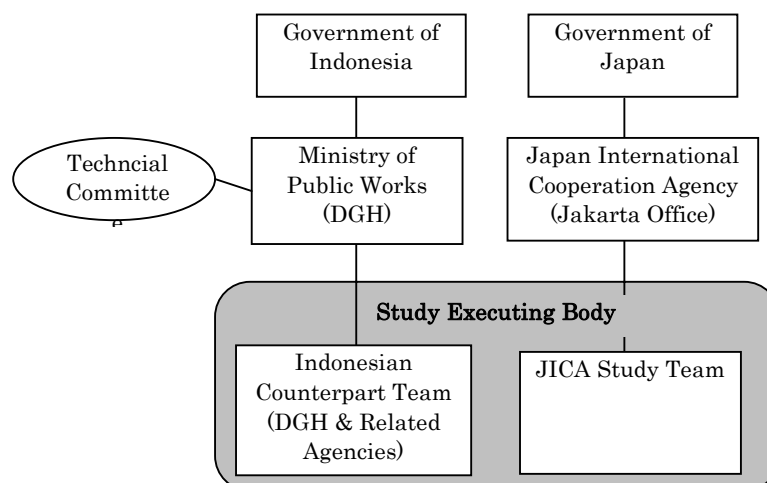 Government of
Indonesia
Government of
Japan
Techncial
Committe
e
Ministry of
Public Works
(DGH)
Japan International
Cooperation Agency
(Jakarta Office)
Study Executing Body
Indonesian
Counterpart Team
(DGH & Related
Agencies)
JICA Study Team